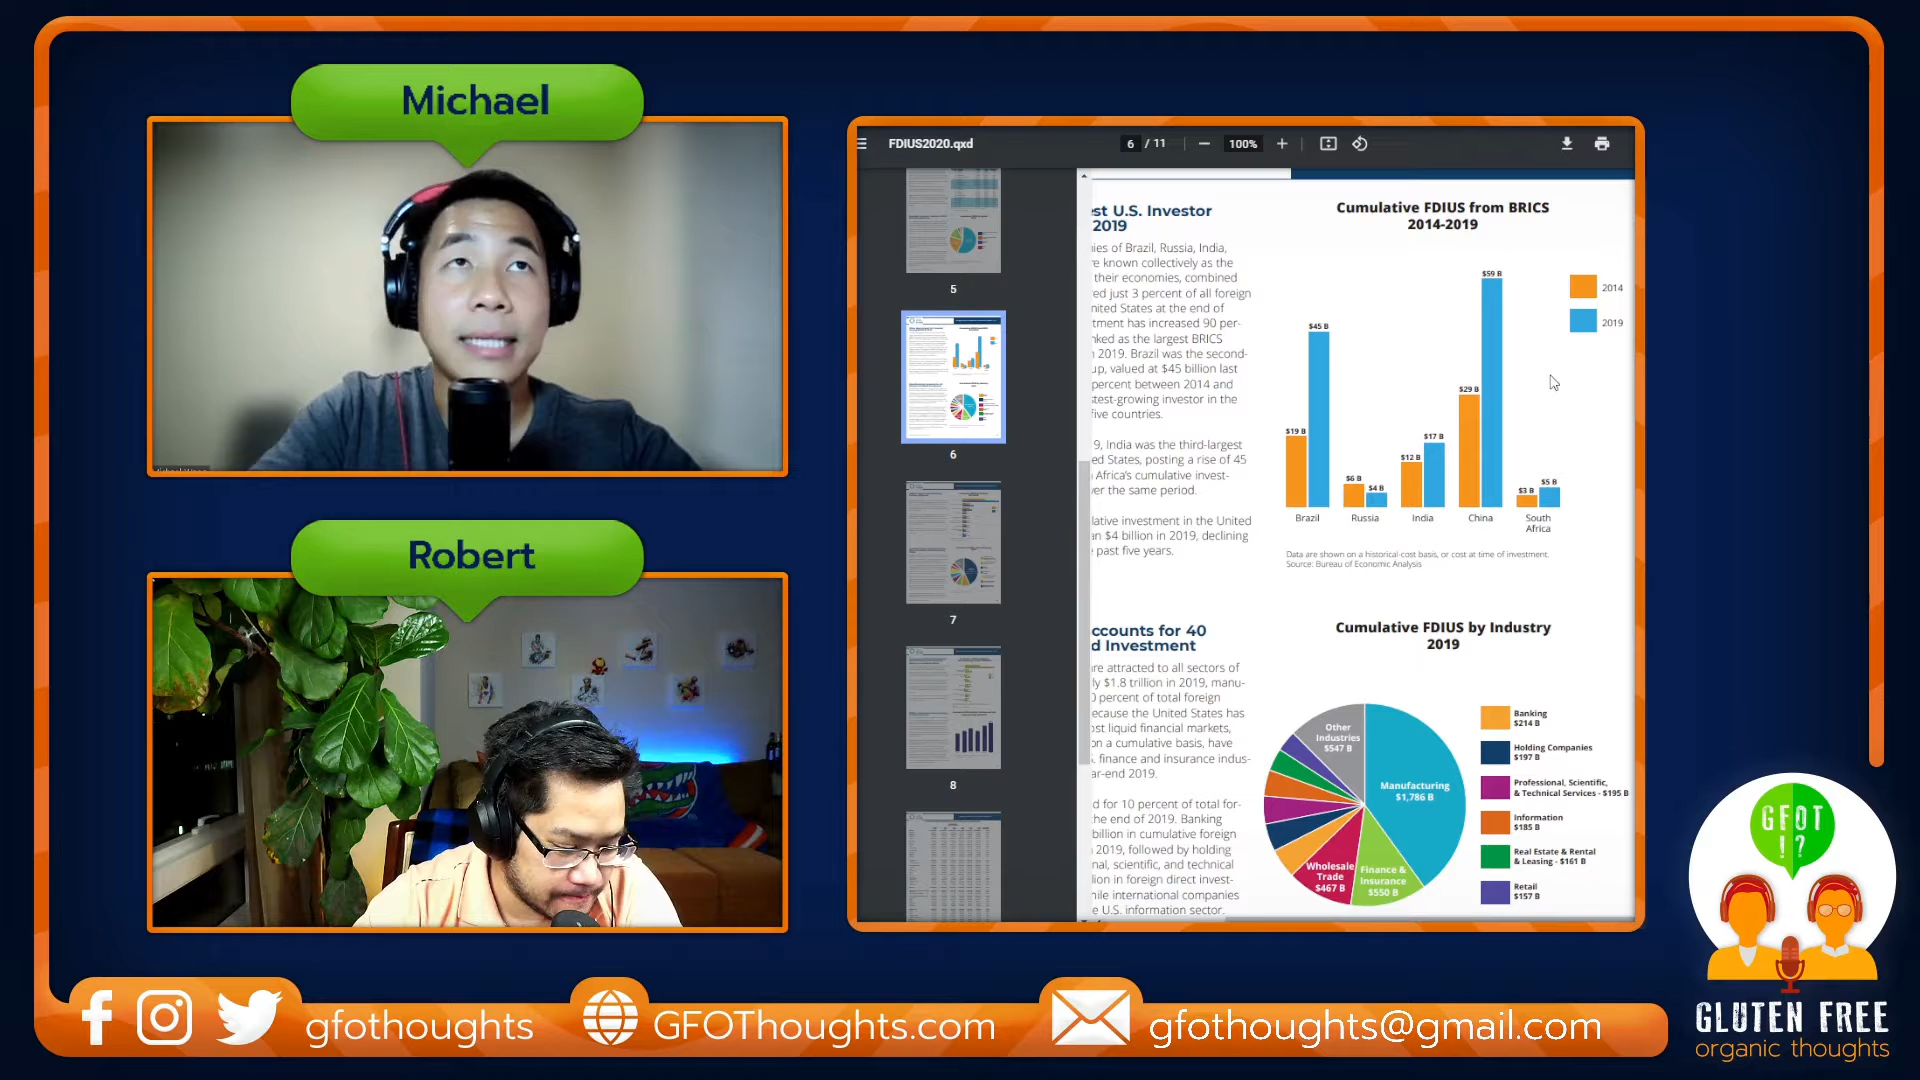 Michael
Robert
FDIUS2020.qxd
6 / 11
100%
5
6
7
8
st U.S. Investor
2019
ies of Brazil, Russia, India,
e known collectively as the
their economies, combined
ed just 3 percent of all foreign
nited States at the end of
tment has increased 90 per-
nked as the largest BRICS
2019. Brazil was the second-
up, valued at $45 billion last
percent between 2014 and
stest-growing investor in the
five countries.
9, India was the third-largest
ed States, posting a rise of 45
Africa's cumulative invest-
ver the same period.
lative investment in the United
an $4 billion in 2019, declining
past five years.
Cumulative FDIUS from BRICS
2014-2019
2014
2019
$19 B
$45 B
$6 B
$4 B
$12 B
$17 B
$29 B
$59 B
$3 B
$5 B
Brazil
Russia
India
China
South
Africa
Data are shown on a historical-cost basis, or cost at time of investment.
Source: Bureau of Economic Analysis
ccounts for 40
d Investment
re attracted to all sectors of
ly $1.8 trillion in 2019, manu-
0 percent of total foreign
ecause the United States has
ost liquid financial markets,
on a cumulative basis, have
. finance and insurance indus-
ar-end 2019.
d for 10 percent of total for-
he end of 2019. Banking
billion in cumulative foreign
2019, followed by holding
nal, scientific, and technical
lion in foreign direct invest-
hile international companies
e U.S. information sector.
Cumulative FDIUS by Industry
2019
Other
Industries
$547 B
Manufacturing
$1,786 B
Wholesale
Trade
$467 B
Finance &
Insurance
$550 B
Banking
$214 B
Holding Companies
$197 B
Professional, Scientific,
& Technical Services - $195 B
Information
$185 B
Real Estate & Rental
& Leasing - $161 B
Retail
$157 B
GFOT
!?
GLUTEN FREE
organic thoughts
gfothoughts
GFOThoughts.com
gfothoughts@gmail.com